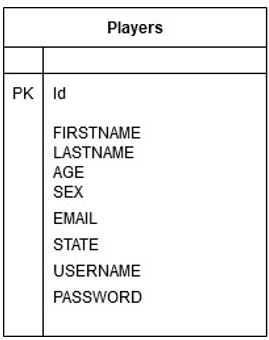 Players
PK Id
FIRSTNAME
LASTNAME
AGE
SEX
EMAIL
STATE
USERNAME
PASSWORD